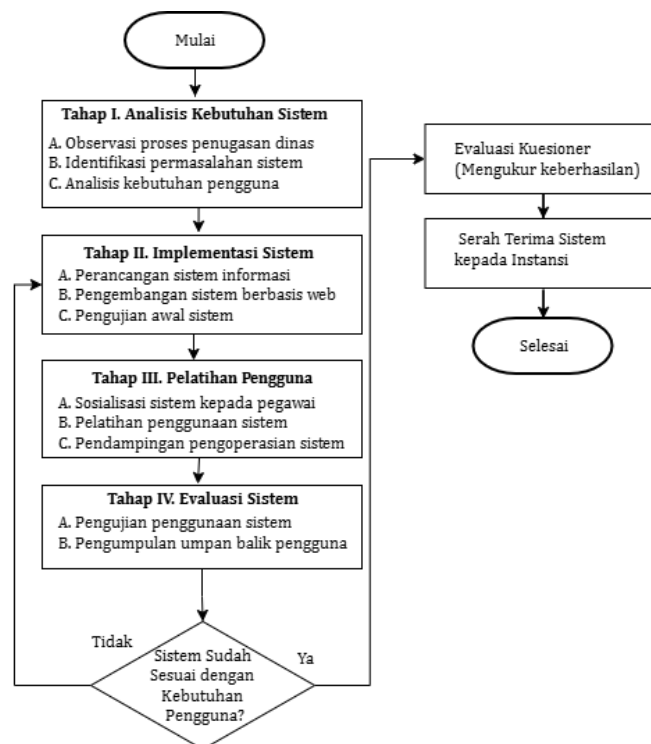 Mulai
Tahap I. Analisis Kebutuhan Sistem
A. Observasi proses penugasan dinas
B. Identifikasi permasalahan sistem
C. Analisis kebutuhan pengguna
Tahap II. Implementasi Sistem
A. Perancangan sistem informasi
B. Pengembangan sistem berbasis web
C. Pengujian awal sistem
Tahap III. Pelatihan Pengguna
A. Sosialisasi sistem kepada pegawai
B. Pelatihan penggunaan sistem
C. Pendampingan pengoperasian sistem
Tahap IV. Evaluasi Sistem
A. Pengujian penggunaan sistem
B. Pengumpulan umpan balik pengguna
Tidak
Sistem Sudah
Sesuai dengan
Kebutuhan
Pengguna?
Ya
Evaluasi Kuesioner
(Mengukur keberhasilan)
Serah Terima Sistem
kepada Instansi
Selesai